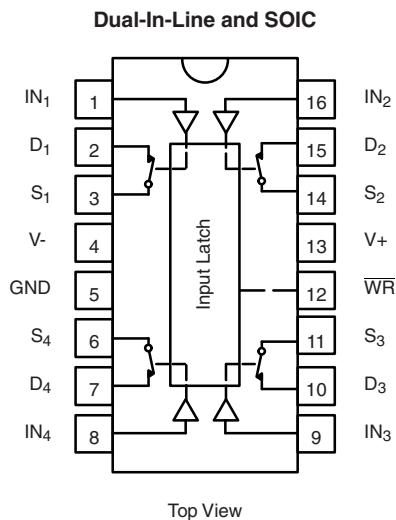 Dual-In-Line and SOIC
IN1 1 16 IN2
D1 2 15 D2
S1 3 14 S2
V- 4 13 V+
GND 5 12 W̅R̅
S4 6 11 S3
D4 7 10 D3
IN4 8 9 IN3
Input Latch
Top View